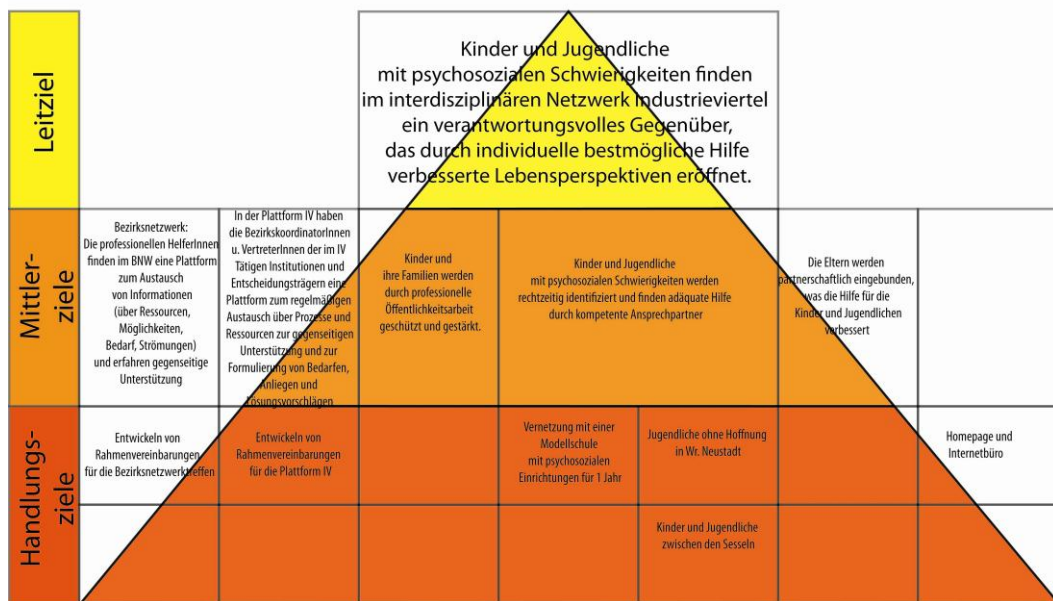 Leitziel
Kinder und Jugendliche
mit psychosozialen Schwierigkeiten finden
im interdisziplinären Netzwerk Industrieviertel
ein verantwortungsvolles Gegenüber,
das durch individuelle bestmögliche Hilfe
verbesserte Lebensperspektiven eröffnet.
Mittler-
ziele
Bezirksnetzwerk:
Die professionellen HelferInnen
finden im BNW eine Plattform
zum Austausch
von Informationen
(über Ressourcen,
Möglichkeiten,
Bedarf, Strömungen)
und erfahren gegenseitige
Unterstützung
In der Plattform IV haben
die BezirkskoordinatorInnen
u. VertreterInnen der im IV
Tätigen Institutionen und
Entscheidungsträgern eine
Plattform zum regelmäßigen
Austausch über Prozesse und
Ressourcen zur gegenseitigen
Unterstützung und zur
Formulierung von Bedarfen,
Anliegen und
Lösungsvorschlägen.
Kinder und
ihre Familien werden
durch professionelle
Öffentlichkeitsarbeit
geschützt und gestärkt.
Kinder und Jugendliche
mit psychosozialen Schwierigkeiten werden
rechtzeitig identifiziert und finden adäquate Hilfe
durch kompetente Ansprechpartner
Die Eltern werden
partnerschaftlich eingebunden,
was die Hilfe für die
Kinder und Jugendlichen
verbessert
Handlungs-
ziele
Entwickeln von
Rahmenvereinbarungen
für die Bezirksnetzwerktreffen
Entwickeln von
Rahmenvereinbarungen
für die Plattform IV
Vernetzung mit einer
Modellschule
mit psychosozialen
Einrichtungen für 1 Jahr
Jugendliche ohne Hoffnung
in Wr. Neustadt
Homepage und
Internetbüro
Kinder und Jugendliche
zwischen den Sesseln